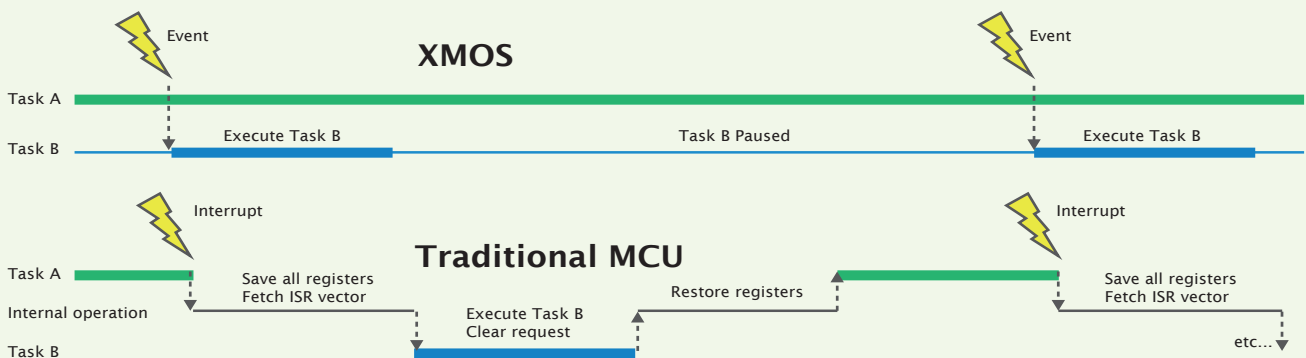 Event
XMOS
Event
Task A
Execute Task B
Task B Paused
Execute Task B
Task B
Interrupt
Interrupt
Traditional MCU
Task A
Save all registers
Fetch ISR vector
Restore registers
Save all registers
Fetch ISR vector
Internal operation
Execute Task B
Clear request
etc...
Task B